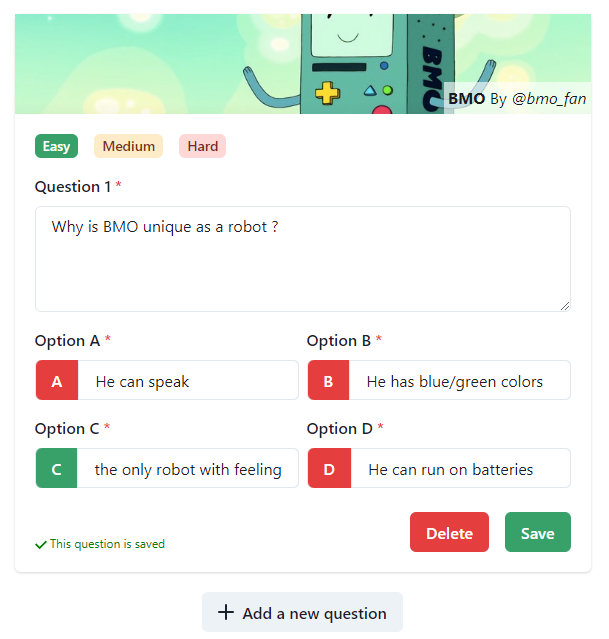 BMO
BMO By @bmo_fan
Easy Medium Hard
Question 1 *
Why is BMO unique as a robot ?
Option A * Option B *
A He can speak B He has blue/green colors
Option C * Option D *
C the only robot with feeling D He can run on batteries
This question is saved Delete Save
Add a new question